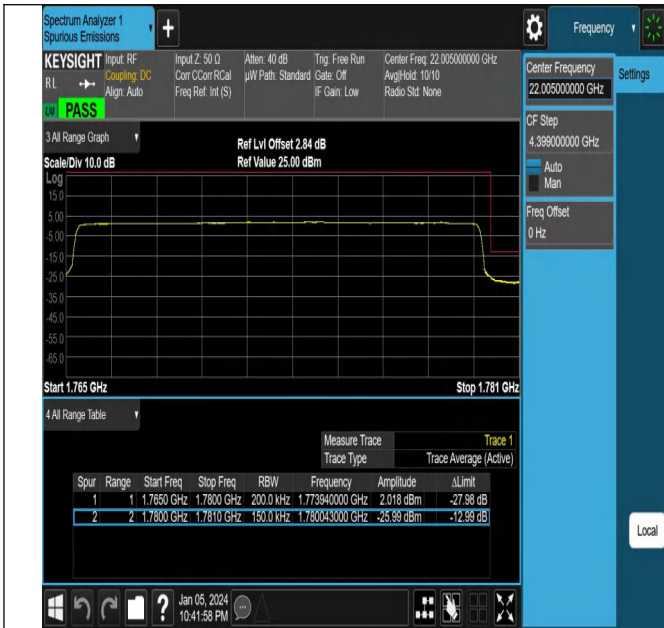 Spectrum Analyzer 1
Spurious Emissions
+
Frequency
KEYSIGHT Input: RF Input Z: 50 Ω Atten: 40 dB Trig: Free Run Center Freq: 22.005000000 GHz
RL Coupling: DC Corr CCorr RCal µW Path: Standard Gate: Off Avg|Hold: 10/10
Align: Auto Freq Ref: Int (S) IF Gain: Low Radio Std: None
PASS
Center Frequency
22.005000000 GHz
Settings
CF Step
4.399000000 GHz
Auto
Man
Freq Offset
0 Hz
3 All Range Graph
Ref Lvl Offset 2.84 dB
Scale/Div 10.0 dB Ref Value 25.00 dBm
Log
15.0
5.00
-5.00
-15.0
-25.0
-35.0
-45.0
-55.0
-65.0
Start 1.765 GHz Stop 1.781 GHz
4 All Range Table
Measure Trace Trace 1
Trace Type Trace Average (Active)
Spur Range Start Freq Stop Freq RBW Frequency Amplitude ΔLimit
1 1 1.7650 GHz 1.7800 GHz 200.0 kHz 1.773940000 GHz 2.018 dBm -27.98 dB
2 2 1.7800 GHz 1.7810 GHz 150.0 kHz 1.780043000 GHz -25.99 dBm -12.99 dB
Local
? Jan 05, 2024
10:41:58 PM